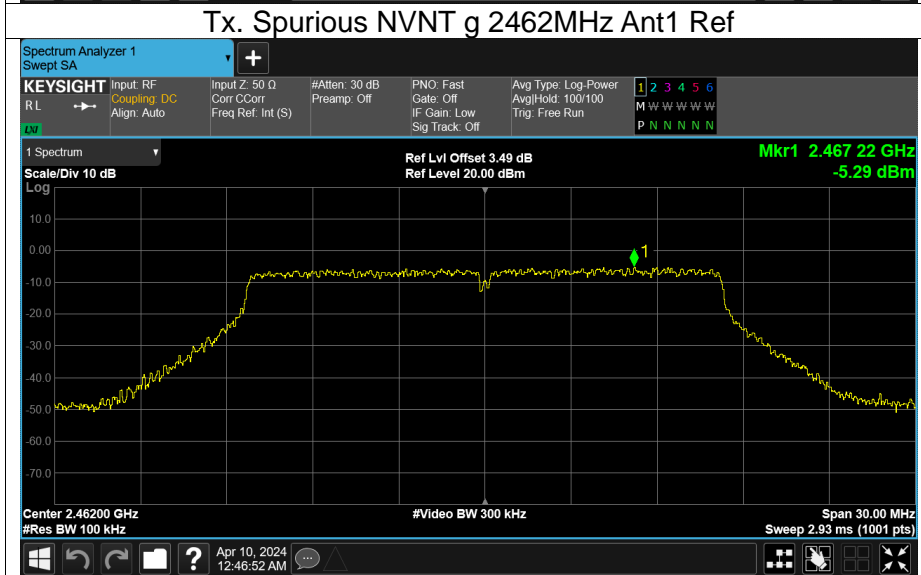 Tx. Spurious NVNT g 2462MHz Ant1 Ref
Spectrum Analyzer 1
Swept SA
KEYSIGHT
R L
LXI
Input: RF
Coupling: DC
Align: Auto
Input Z: 50 Ω
Corr CCorr
Freq Ref: Int (S)
#Atten: 30 dB
Preamp: Off
PNO: Fast
Gate: Off
IF Gain: Low
Sig Track: Off
Avg Type: Log-Power
Avg|Hold: 100/100
Trig: Free Run
1 2 3 4 5 6
M W W W W W
P N N N N N
1 Spectrum
Scale/Div 10 dB
Ref Lvl Offset 3.49 dB
Ref Level 20.00 dBm
Mkr1 2.467 22 GHz
-5.29 dBm
Log
10.0
0.00
-10.0
-20.0
-30.0
-40.0
-50.0
-60.0
-70.0
1
Center 2.46200 GHz
#Res BW 100 kHz
#Video BW 300 kHz
Span 30.00 MHz
Sweep 2.93 ms (1001 pts)
?
Apr 10, 2024
12:46:52 AM